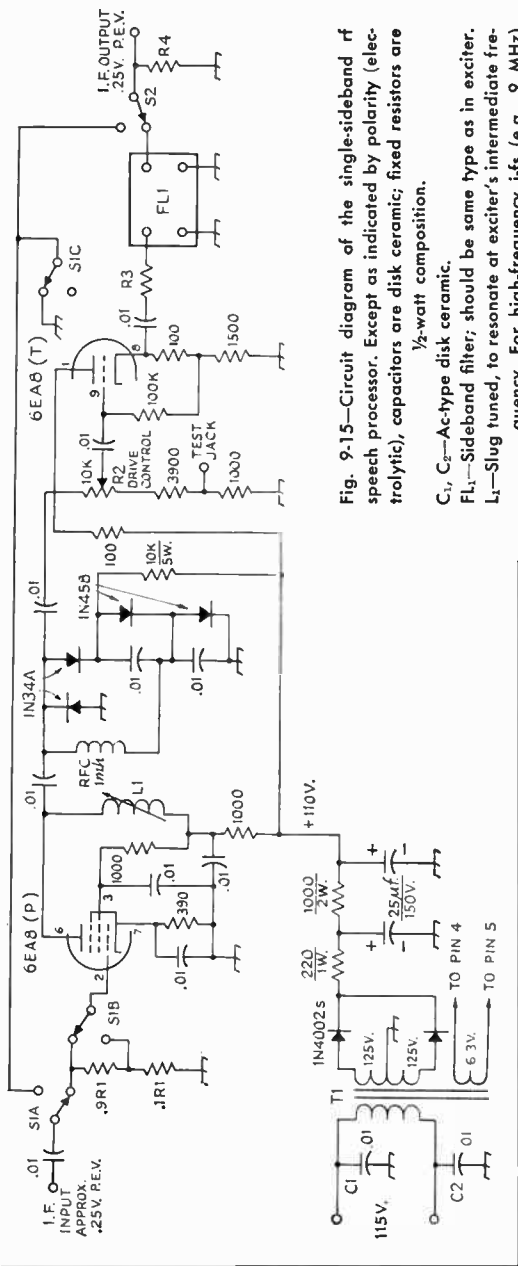 6EA8 (P)
6EA8 (T)
I.F.
INPUT
APPROX.
.25V. P.E.V.
.01
S1A
.9R1
.1R1
S1B
2
6
3
7
.01
390
1000
.01
.01
L1
1000
.01
RFC
1mh
1N34A
.01
.01
.01
1N458
10K
5W.
100
10K
R2
DRIVE
CONTROL
3900
TEST
JACK
1000
.01
9
1
8
100K
100
1500
.01
R3
FL1
S1C
S2
I.F. OUTPUT
.25V. P.E.V.
R4
+110V.
115V.
C1
.01
C2
.01
T1
125V.
125V.
6.3V.
1N4002s
220
1W.
1000
2W.
25μf.
150V.
+
-
+
-
TO PIN 4
TO PIN 5
Fig. 9-15—Circuit diagram of the single-sideband rf
speech processor. Except as indicated by polarity (elec-
trolytic), capacitors are disk ceramic; fixed resistors are
½-watt composition.
C₁, C₂—Ac-type disk ceramic.
FL₁—Sideband filter; should be same type as in exciter.
L₁—Slug tuned, to resonate at exciter's intermediate fre-
quency. For high-frequency ifs (e.g., 9 MHz)